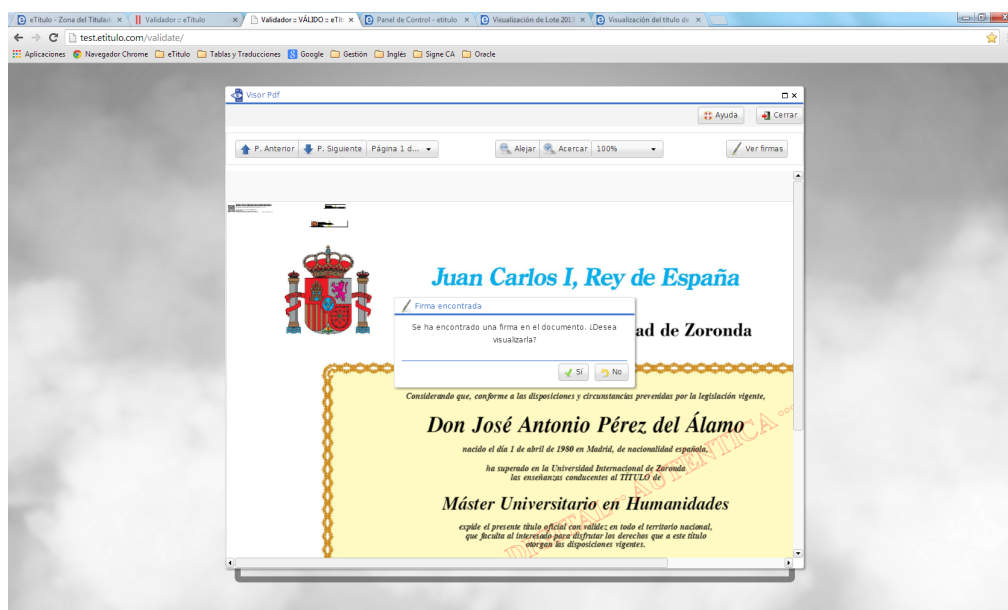 eTítulo - Zona del Titulad
Validador :: eTítulo
Validador :: VÁLIDO :: eTít
Panel de Control - etitulo
Visualización de Lote 2013
Visualización del título de
test.etitulo.com/validate/
Aplicaciones
Navegador Chrome
eTitulo
Tablas y Traducciones
Google
Gestión
Inglés
Signe CA
Oracle
Visor Pdf
Ayuda
Cerrar
P. Anterior
P. Siguiente
Página 1 d...
Alejar
Acercar
100%
Ver firmas
Juan Carlos I, Rey de España
Firma encontrada
Se ha encontrado una firma en el documento. ¿Desea
visualizarla?
ad de Zoronda
Sí
No
Considerando que, conforme a las disposiciones y circunstancias prevenidas por la legislación vigente,
Don José Antonio Pérez del Álamo
nacido el día 1 de abril de 1980 en Madrid, de nacionalidad española,
ha superado en la Universidad Internacional de Zoronda
las enseñanzas conducentes al TÍTULO de
Máster Universitario en Humanidades
expide el presente título oficial con validez en todo el territorio nacional,
que faculta al interesado para disfrutar los derechos que a este título
otorgan las disposiciones vigentes.
DIGITAL AUTENTICA